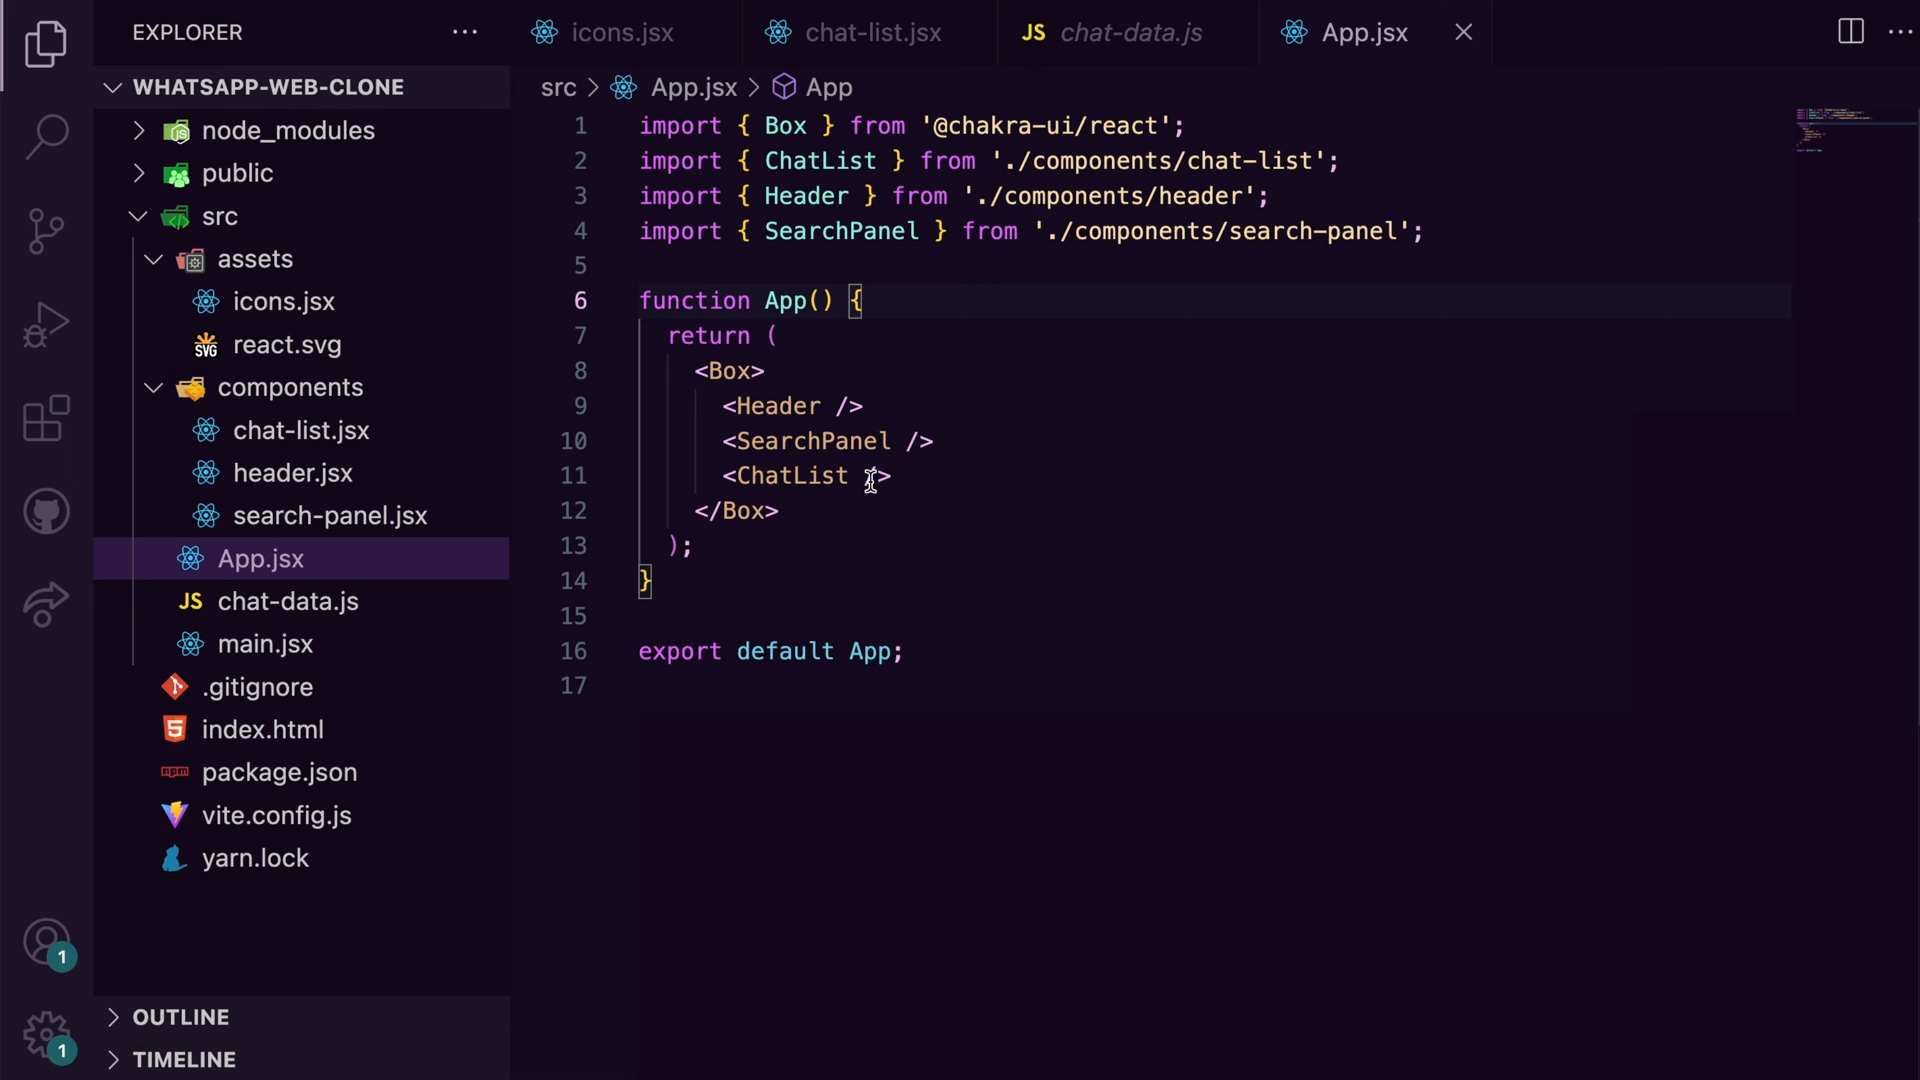 EXPLORER
WHATSAPP-WEB-CLONE
node_modules
public
src
assets
icons.jsx
react.svg
components
chat-list.jsx
header.jsx
search-panel.jsx
App.jsx
JS chat-data.js
main.jsx
.gitignore
index.html
package.json
vite.config.js
yarn.lock
OUTLINE
TIMELINE
1
1
icons.jsx
chat-list.jsx
JS chat-data.js
App.jsx
src > App.jsx > App
1 import { Box } from '@chakra-ui/react';
2 import { ChatList } from './components/chat-list';
3 import { Header } from './components/header';
4 import { SearchPanel } from './components/search-panel';
5
6 function App() {
7 return (
8 <Box>
9 <Header />
10 <SearchPanel />
11 <ChatList />
12 </Box>
13 );
14 }
15
16 export default App;
17